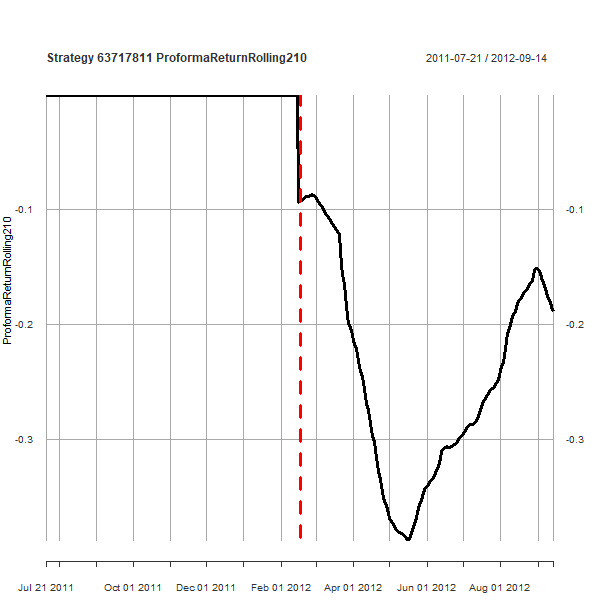 Strategy 63717811 ProformaReturnRolling210
2011-07-21 / 2012-09-14
ProformaReturnRolling210
-0.1
-0.1
-0.2
-0.2
-0.3
-0.3
Jul 21 2011 Oct 01 2011 Dec 01 2011 Feb 01 2012 Apr 01 2012 Jun 01 2012 Aug 01 2012